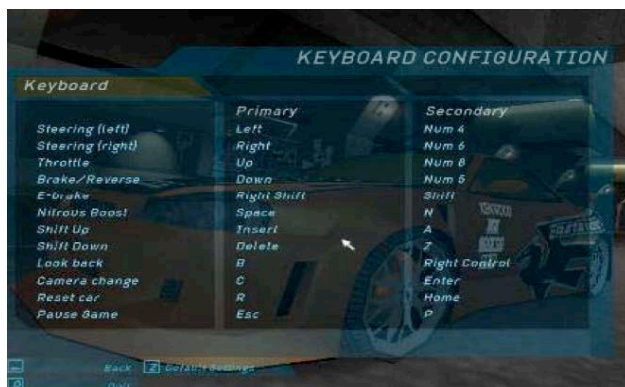 KEYBOARD CONFIGURATION
Keyboard
Primary Secondary
Steering (left) Left Num 4
Steering (right) Right Num 6
Throttle Up Num 8
Brake/Reverse Down Num 5
E-brake Right Shift Shift
Nitrous Boost Space N
Shift Up Insert A
Shift Down Delete Z
Look back B Right Control
Camera change C Enter
Reset car R Home
Pause Game Esc P
Back Z Default Settings
Quit